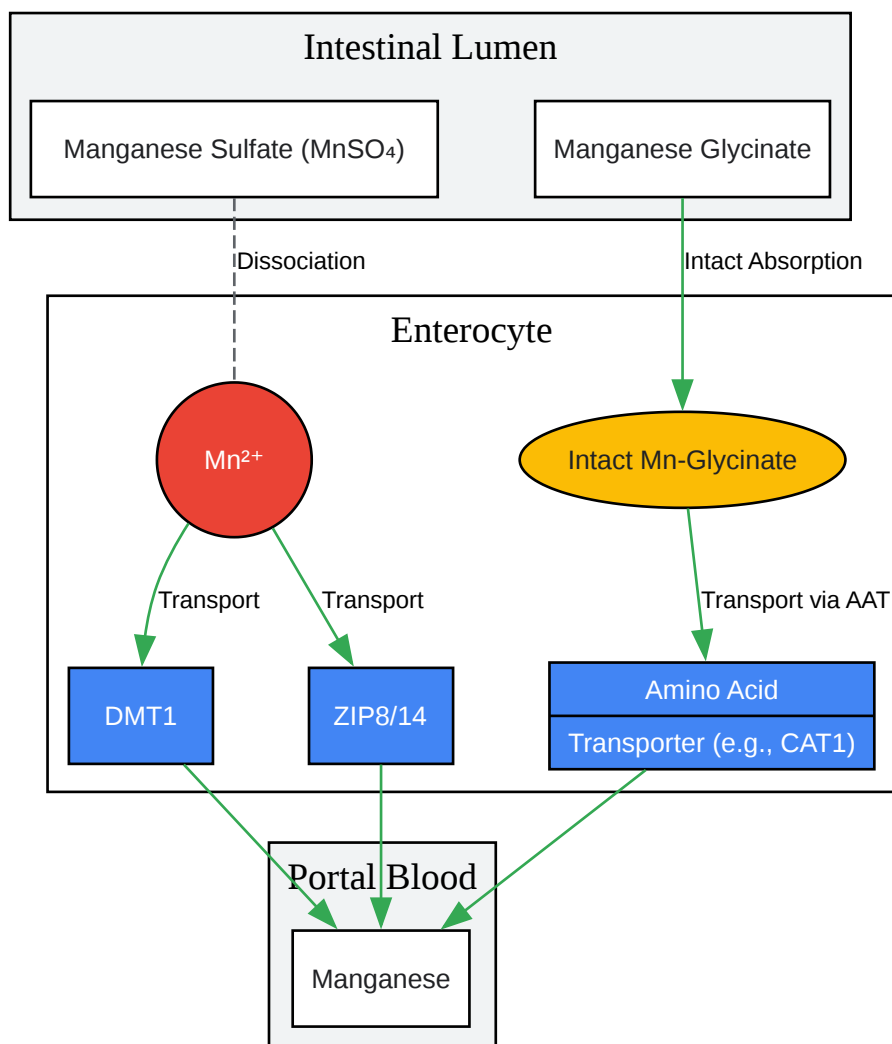 Intestinal Lumen
Manganese Sulfate (MnSO₄)
Manganese Glycinate
Dissociation
Intact Absorption
Enterocyte
Mn²⁺
Intact Mn-Glycinate
Transport
Transport
Transport via AAT
DMT1
ZIP8/14
Amino Acid
Transporter (e.g., CAT1)
Portal Blood
Manganese